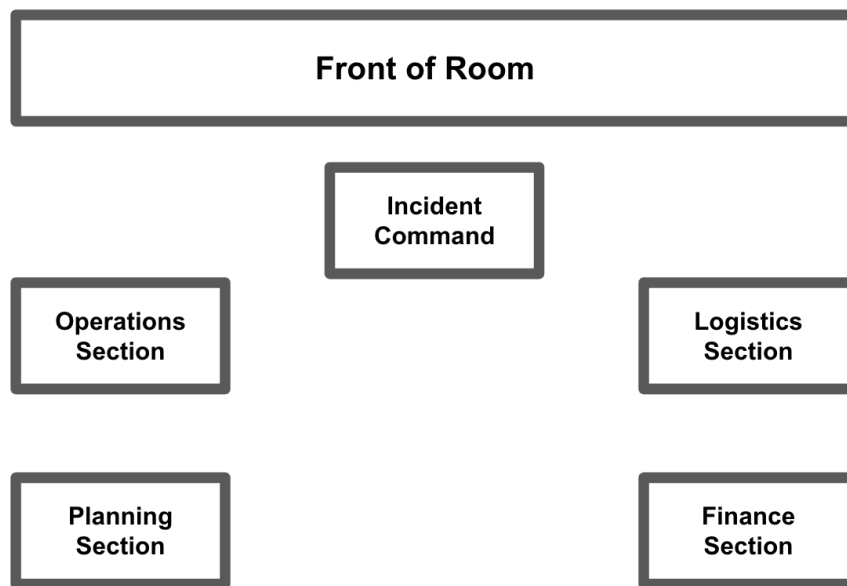 Front of Room
Incident
Command
Operations
Section
Logistics
Section
Planning
Section
Finance
Section